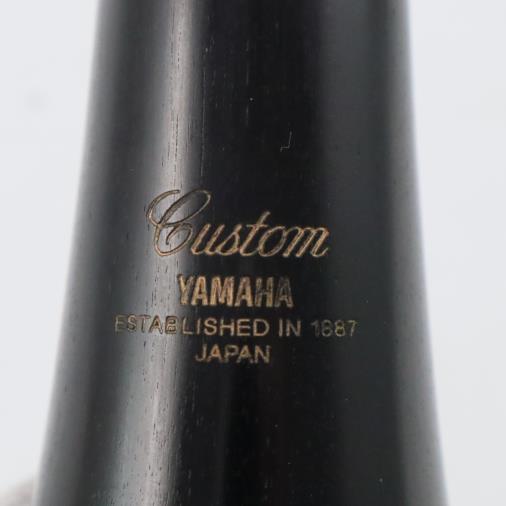 Custom
YAMAHA
ESTABLISHED IN 1887
JAPAN